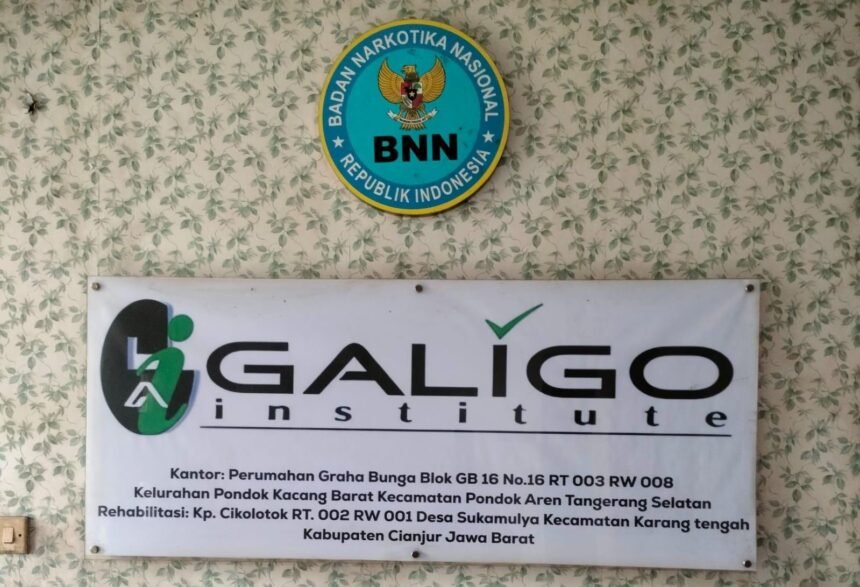 BADAN NARKOTIKA NASIONAL
BNN
REPUBLIK INDONESIA
LA
GALIGO
institute
Kantor: Perumahan Graha Bunga Blok GB 16 No.16 RT 003 RW 008
Kelurahan Pondok Kacang Barat Kecamatan Pondok Aren Tangerang Selatan
Rehabilitasi: Kp. Cikolotok RT. 002 RW 001 Desa Sukamulya Kecamatan Karang tengah
Kabupaten Cianjur Jawa Barat